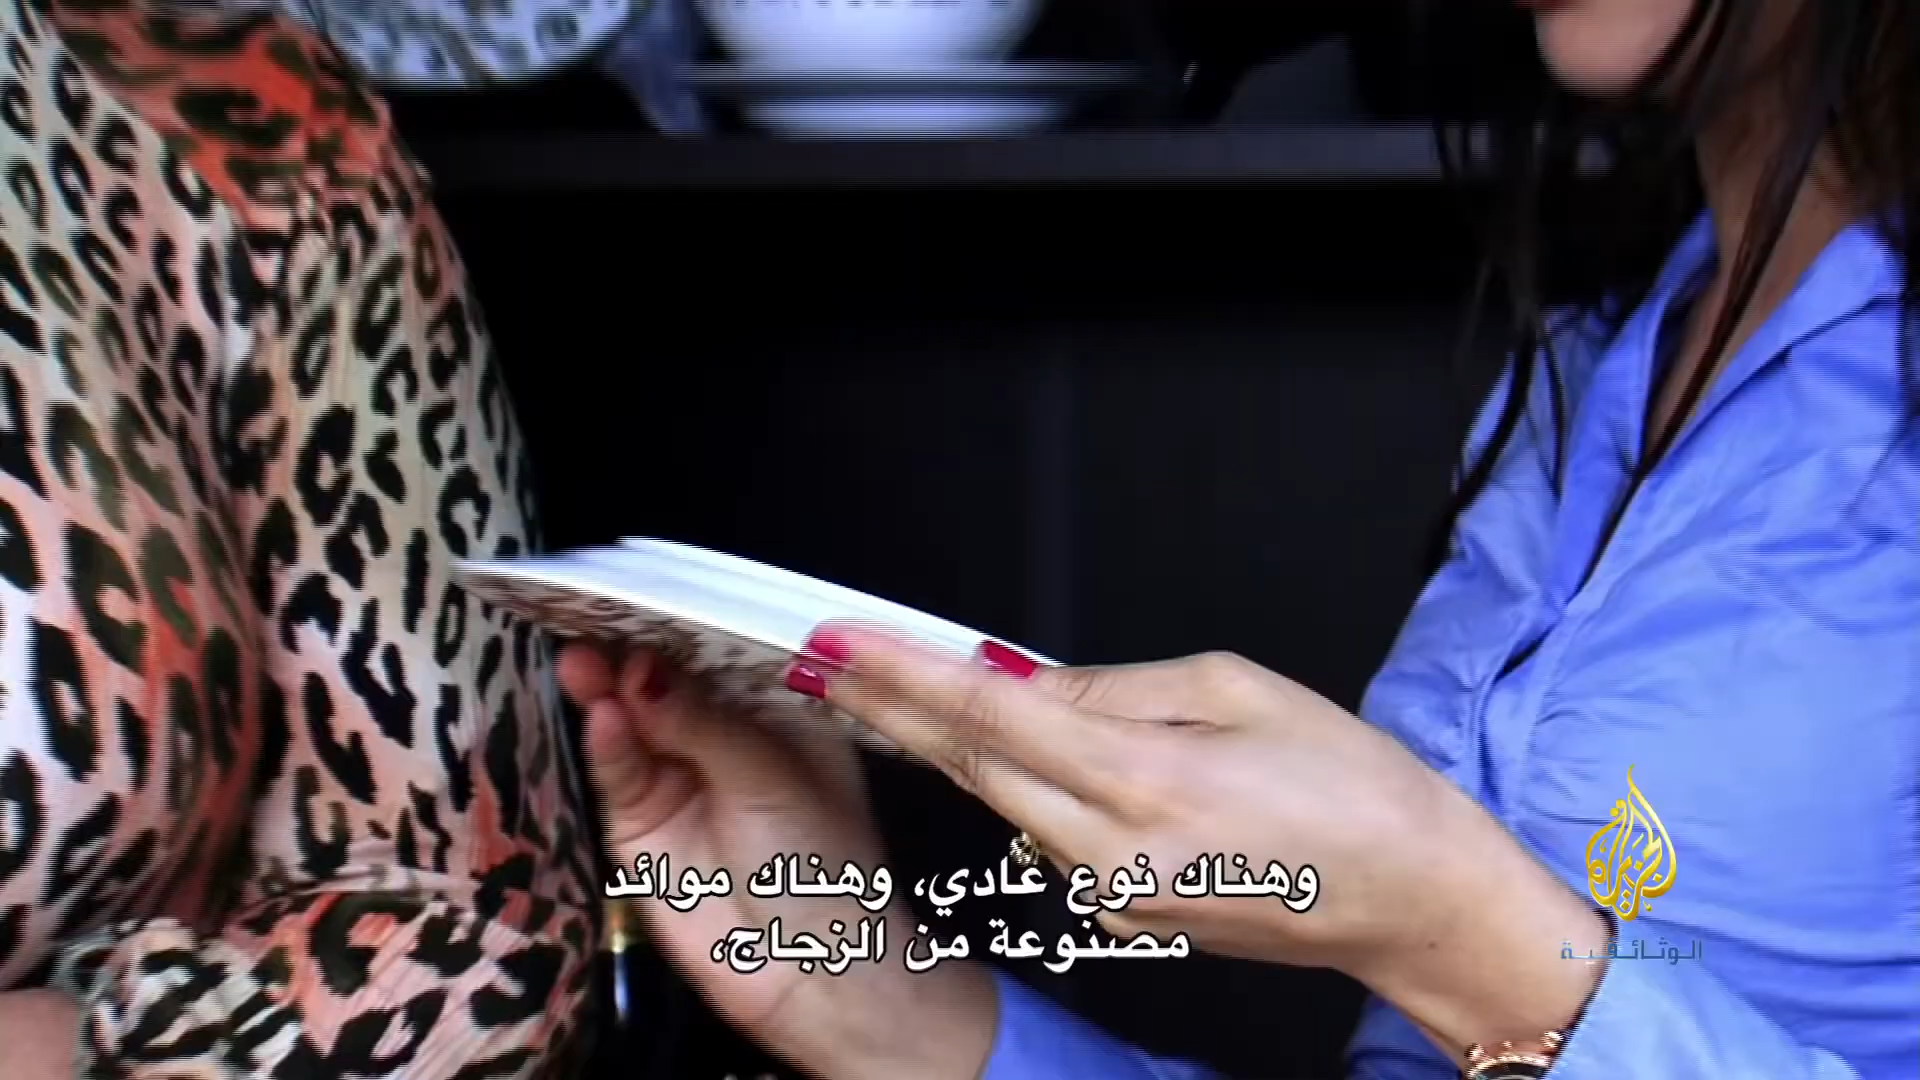 وهناك نوع عادي، وهناك موائد
مصنوعة من الزجاج،
الجزيرة
الوثائقية